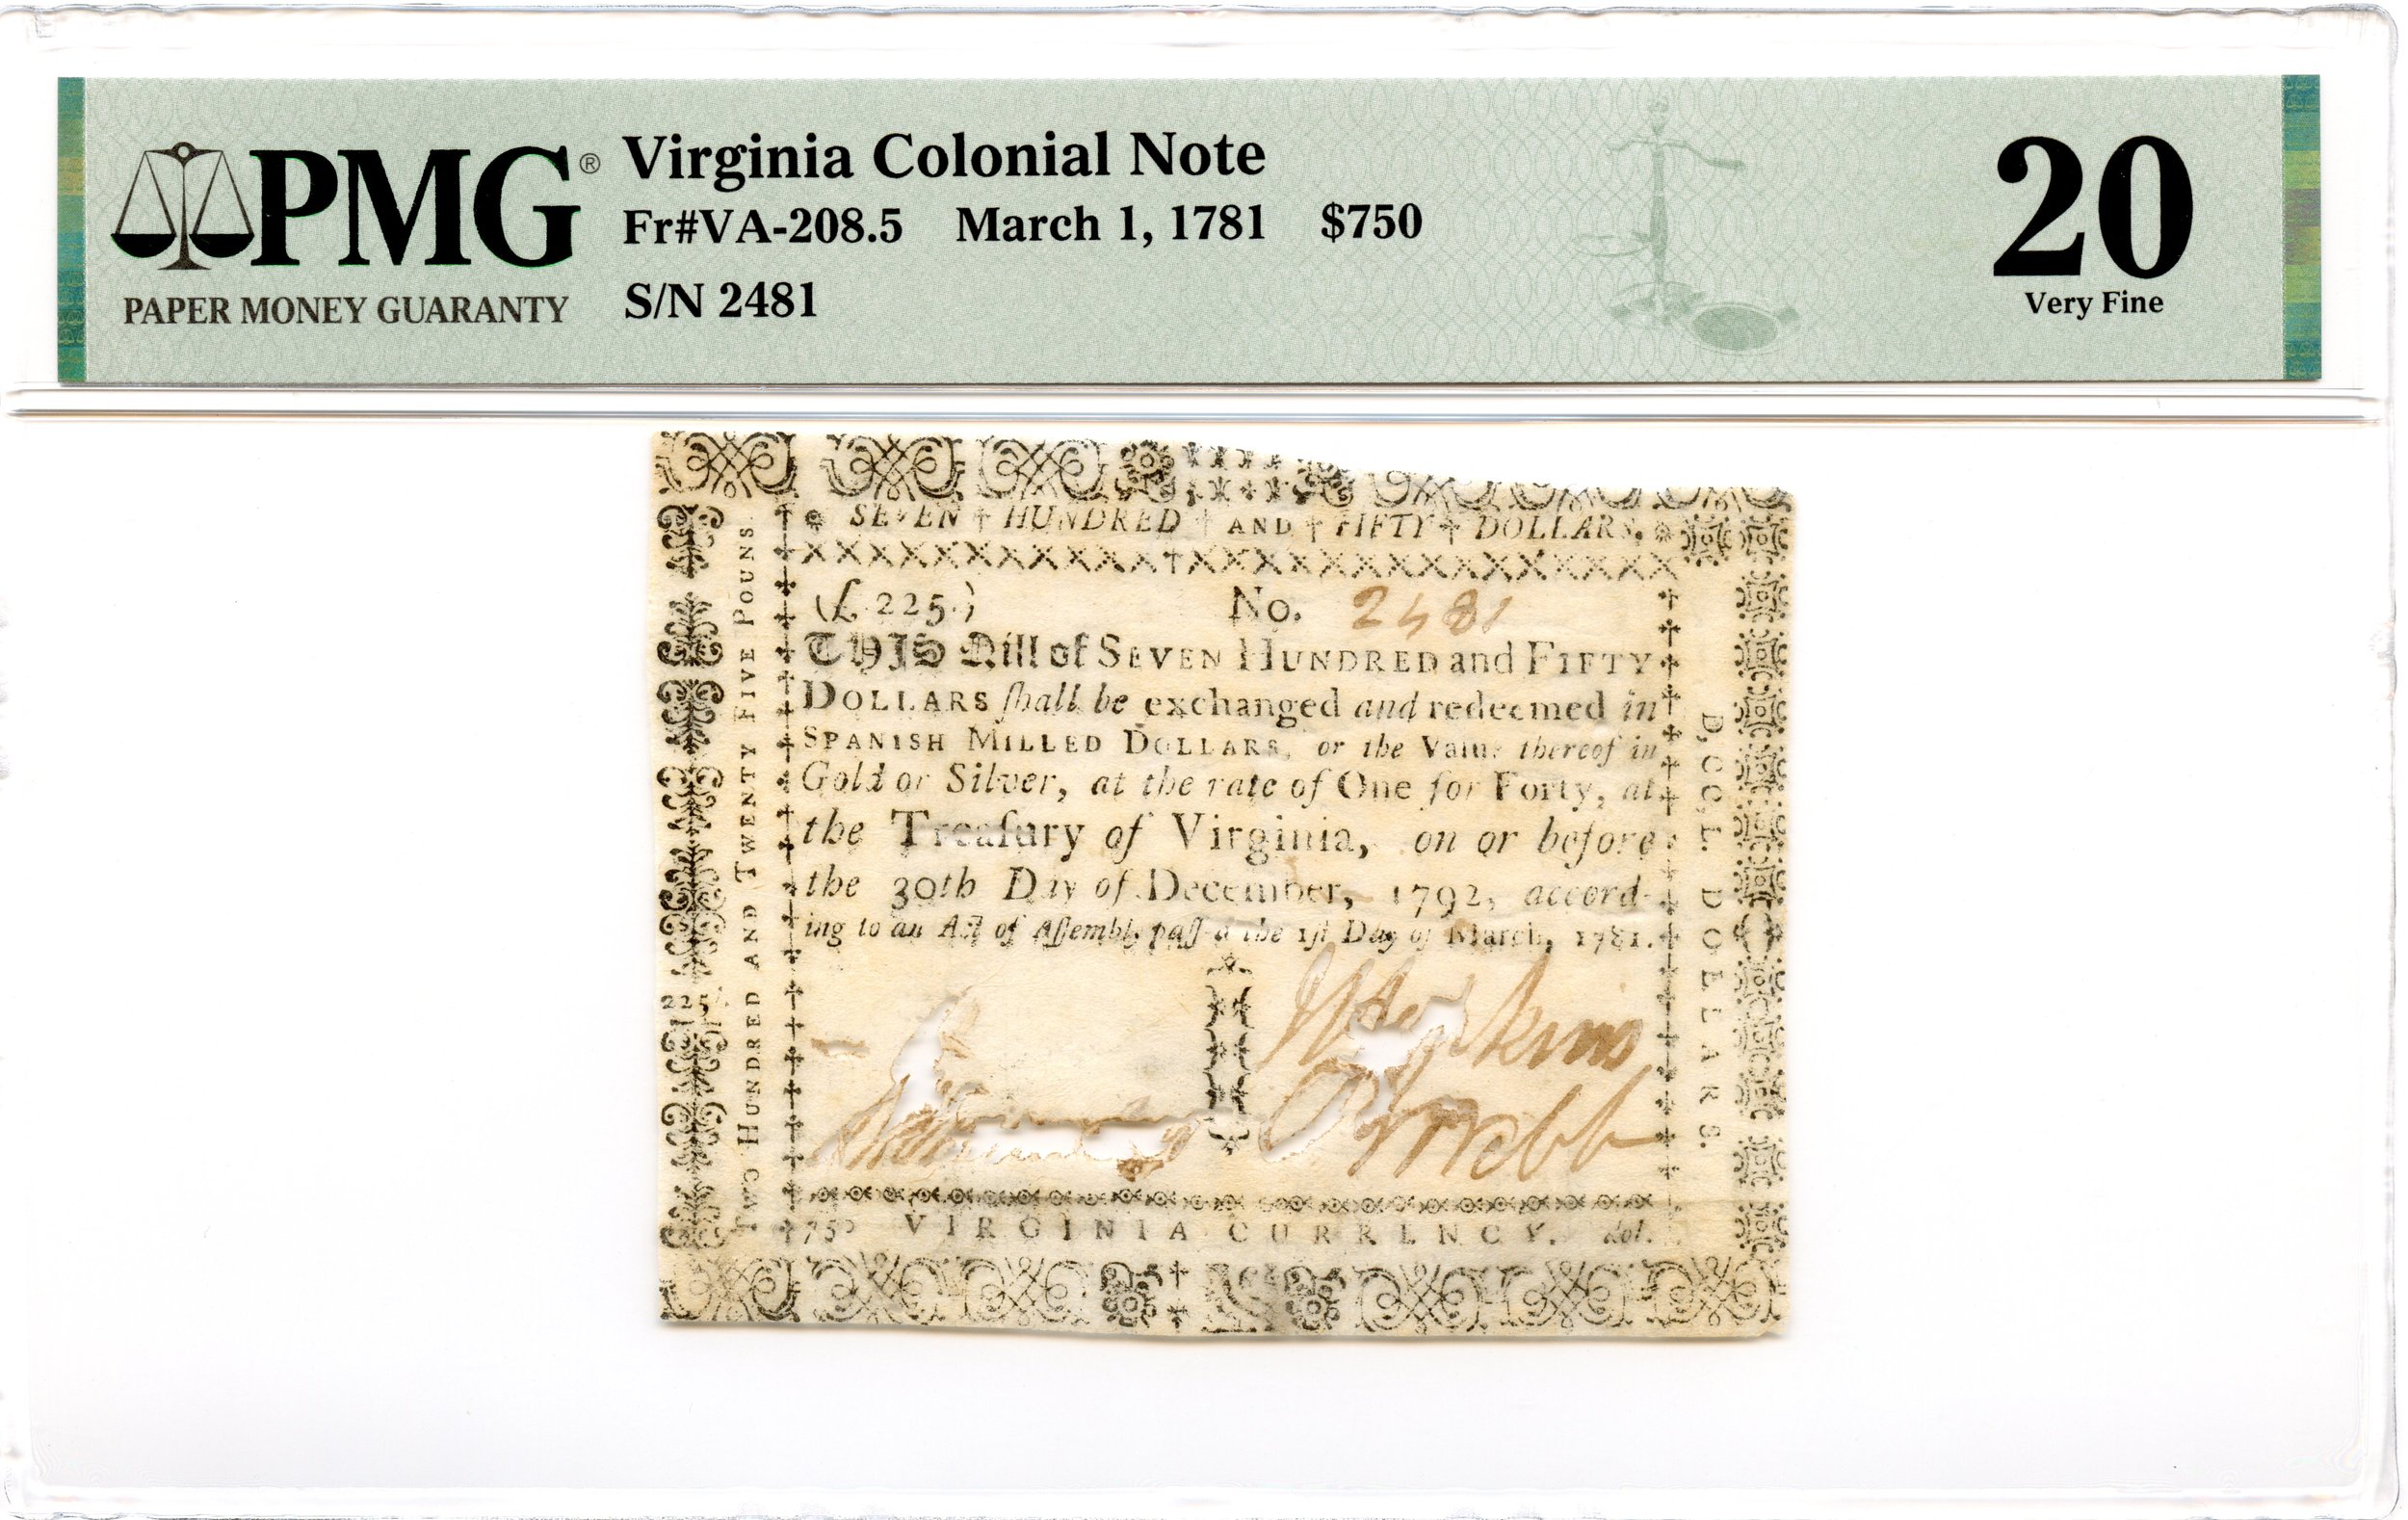 PMG®
PAPER MONEY GUARANTY
Virginia Colonial Note
Fr#VA-208.5 March 1, 1781 $750
S/N 2481
20
Very Fine
SEVEN † HUNDRED † AND † FIFTY † DOLLARS.
(£.225.) No. 2481
THIS Bill of SEVEN HUNDRED and FIFTY
DOLLARS ſhall be exchanged and redeemed in
SPANISH MILLED DOLLARS, or the Value thereof in
Gold or Silver, at the rate of One for Forty, at
the Treaſury of Virginia, on or before
the 30th Day of December, 1792, accord-
ing to an Act of Aſſembly paſſ'd the 1ſt Day of March, 1781.
J Hopkins
Webb
750 VIRGINIA CURRENCY. dol.
TWO HUNDRED AND TWENTY FIVE POUNS.
225
D,CC,L. DOLLARS.